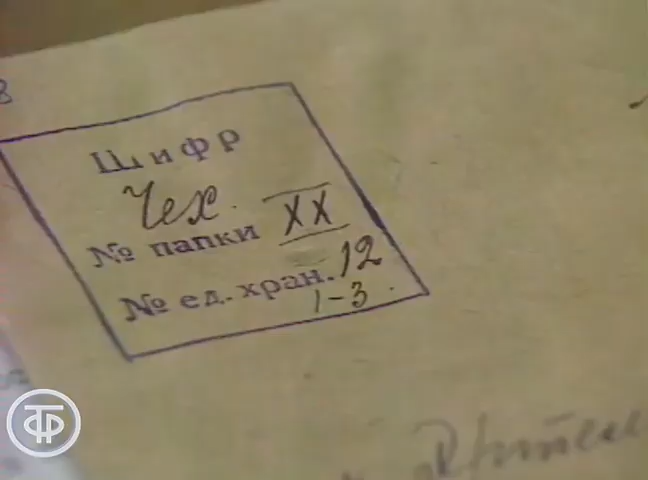 Шифр
Чех.
№ папки XX
№ ед. хран. 12
1-3.